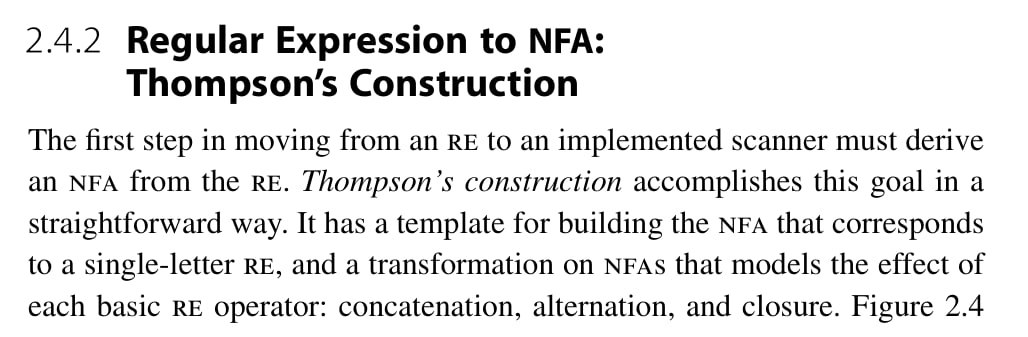 2.4.2 Regular Expression to NFA:
Thompson's Construction
The first step in moving from an RE to an implemented scanner must derive
an NFA from the RE. Thompson's construction accomplishes this goal in a
straightforward way. It has a template for building the NFA that corresponds
to a single-letter RE, and a transformation on NFAs that models the effect of
each basic RE operator: concatenation, alternation, and closure. Figure 2.4